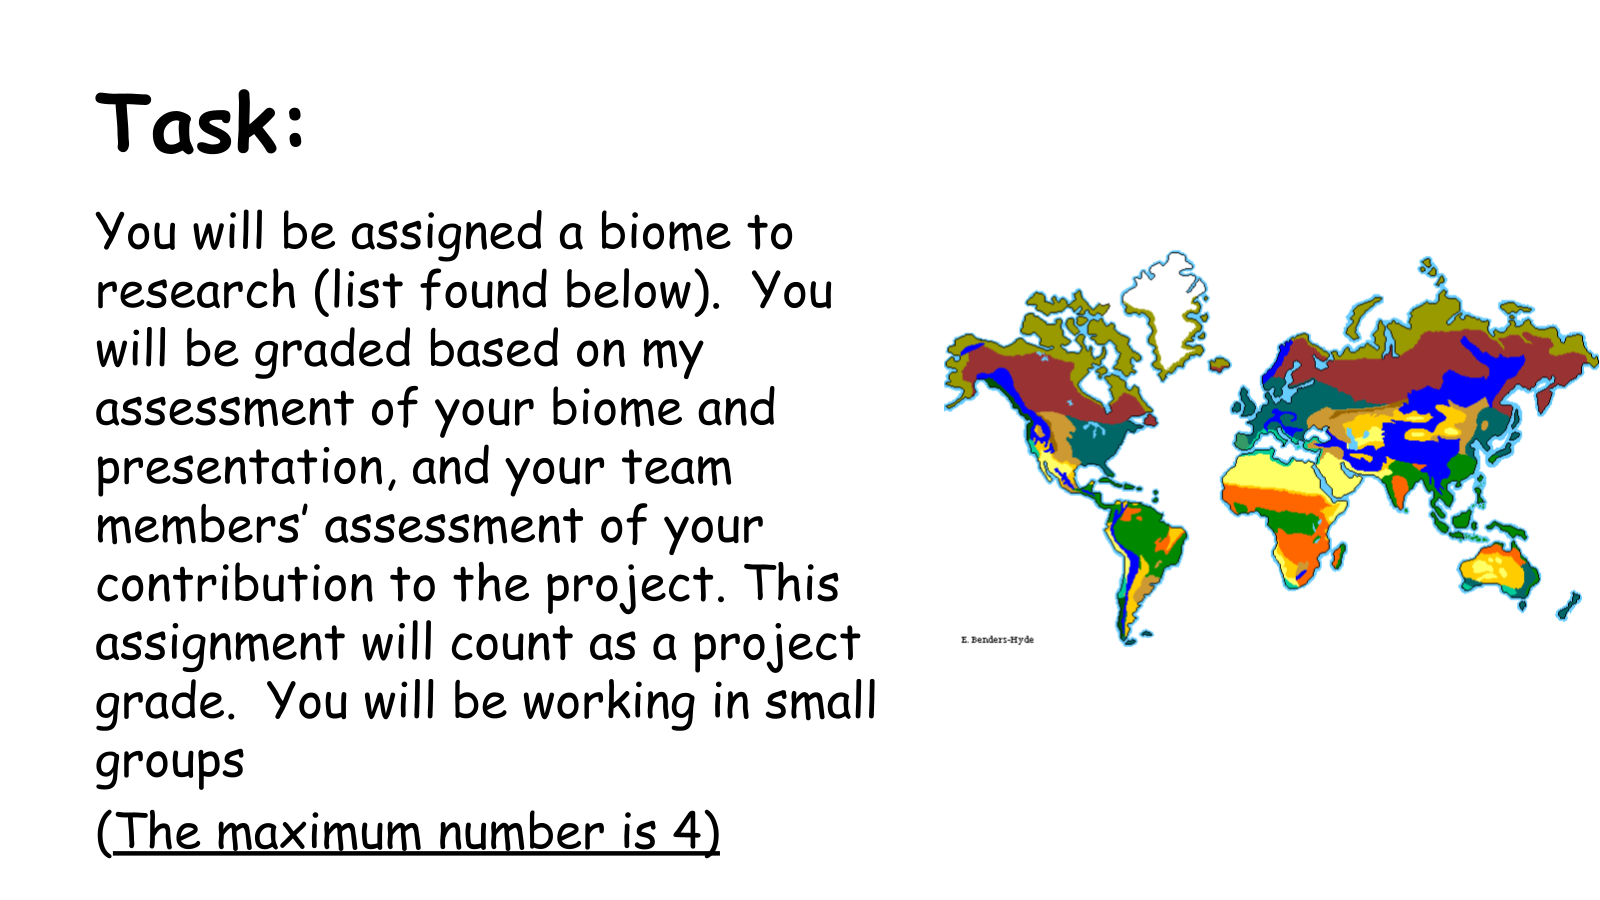 Task:
You will be assigned a biome to
research (list found below).  You
will be graded based on my
assessment of your biome and
presentation, and your team
members’ assessment of your
contribution to the project. This
assignment will count as a project
grade.  You will be working in small
groups
(The maximum number is 4)
E. Benders-Hyde